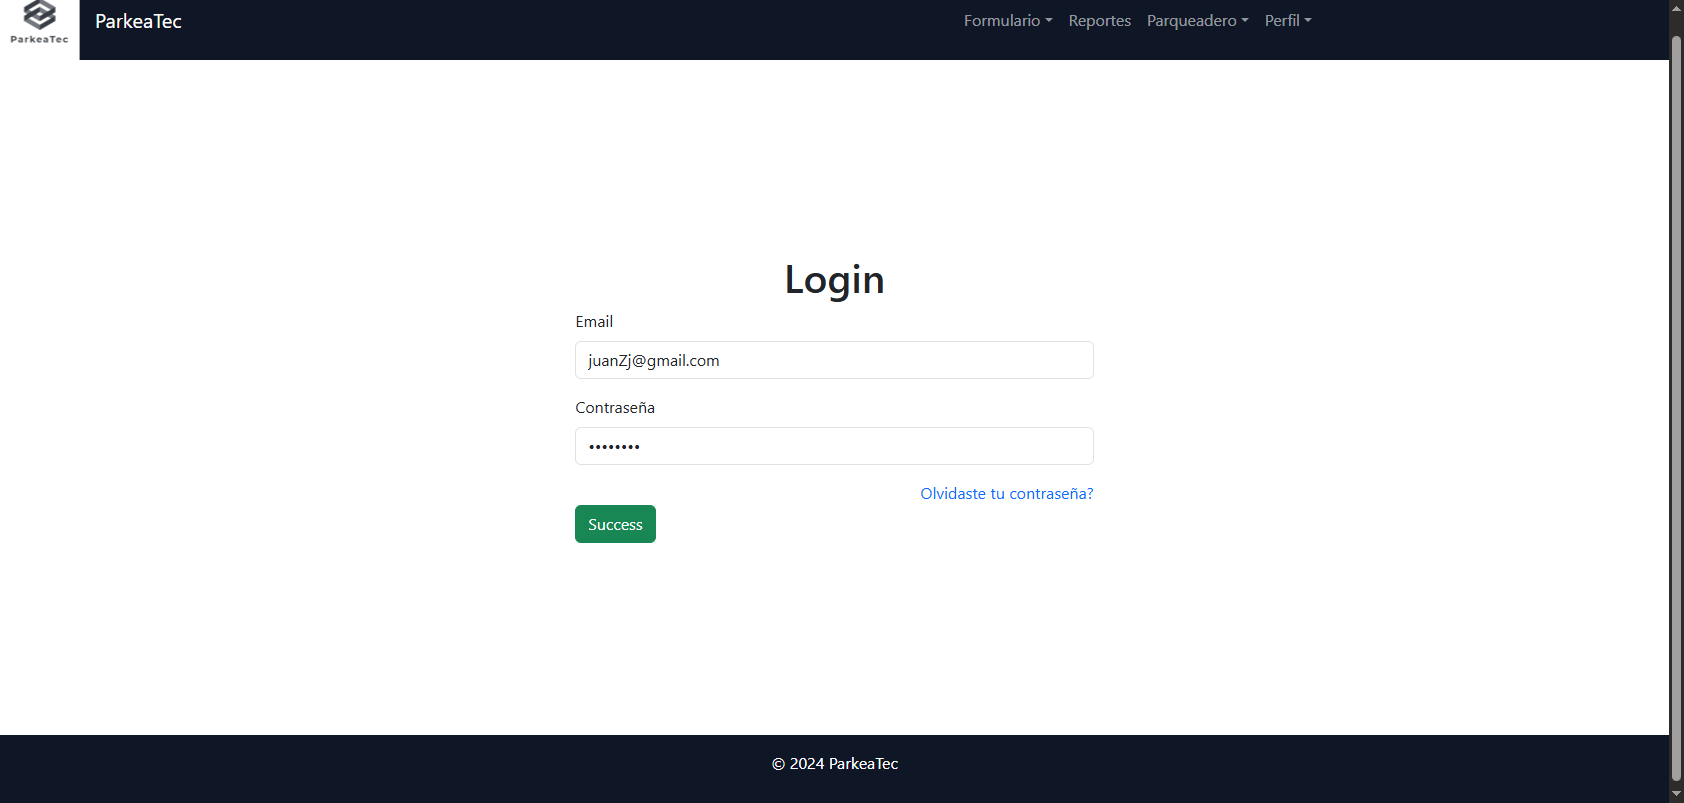 ParkeaTec
ParkeaTec Formulario Reportes Parqueadero Perfil
Login
Email
juanZj@gmail.com
Contraseña
••••••••
Olvidaste tu contraseña?
Success
© 2024 ParkeaTec